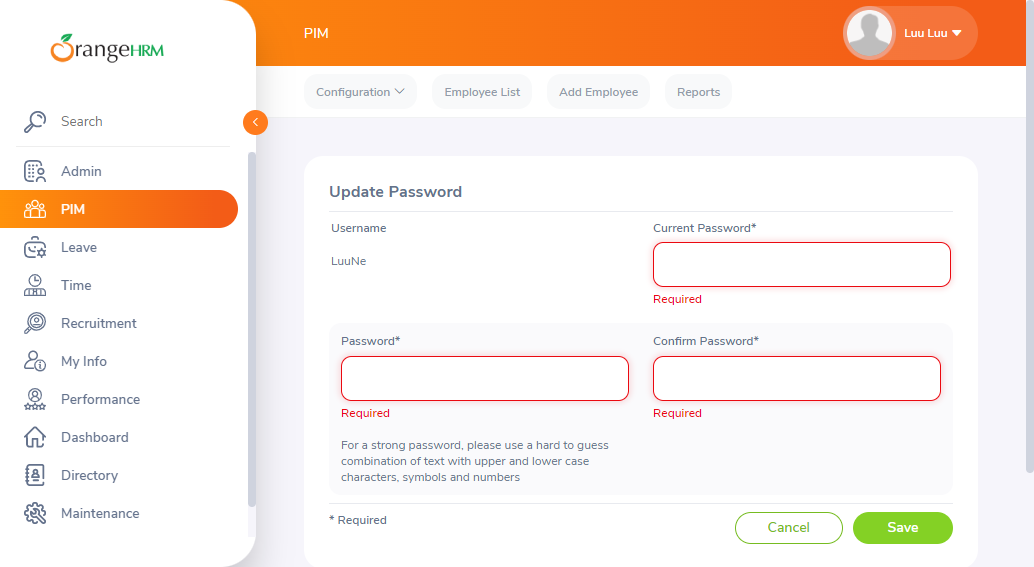 OrangeHRM
Search
Admin
PIM
Leave
Time
Recruitment
My Info
Performance
Dashboard
Directory
Maintenance
PIM
Luu Luu
Configuration
Employee List
Add Employee
Reports
Update Password
Username
LuuNe
Current Password*
Required
Password*
Required
Confirm Password*
Required
For a strong password, please use a hard to guess
combination of text with upper and lower case
characters, symbols and numbers
* Required
Cancel
Save